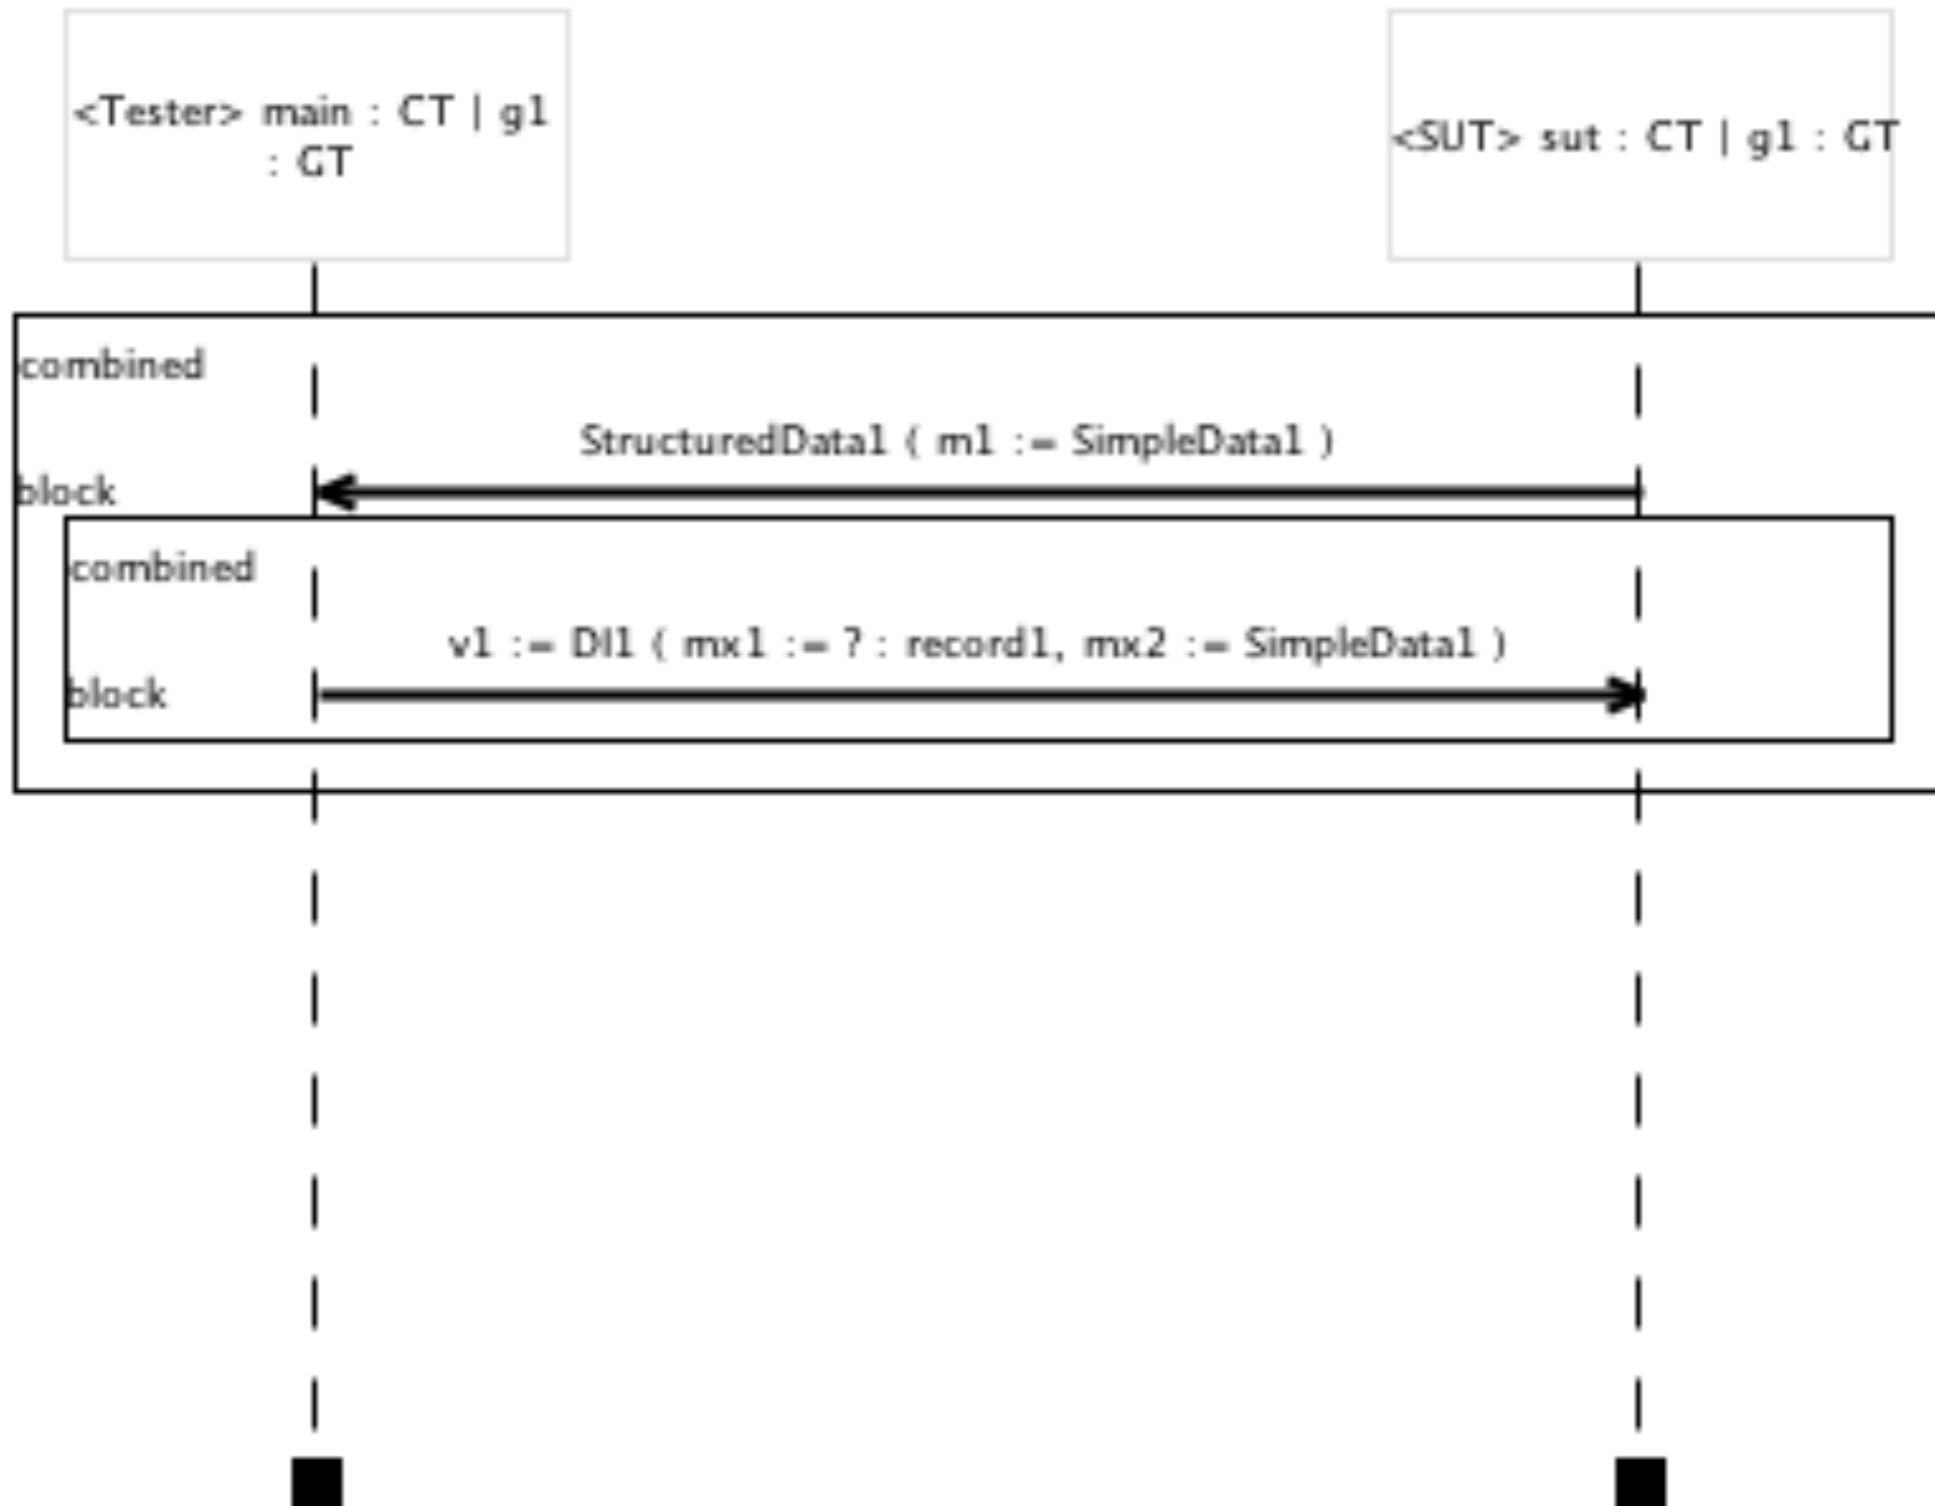 <Tester> main : CT | g1
: GT
<SUT> sut : CT | g1 : GT
combined
StructuredData1 ( m1 := SimpleData1 )
block
combined
v1 := DI1 ( mx1 := ? : record1, mx2 := SimpleData1 )
block